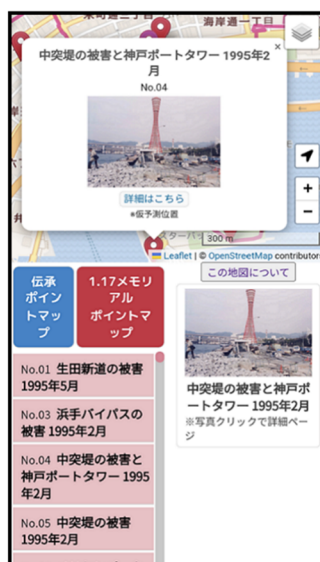 海岸通一丁目
中突堤の被害と神戸ポートタワー 1995年2
月
No.04
詳細はこちら
※仮予測位置
300 m
Leaflet | © OpenStreetMap contributor
伝承
ポイン
トマッ
プ
1.17メモリ
アル
ポイントマ
ップ
この地図について
中突堤の被害と神戸ポ
ートタワー 1995年2月
※写真クリックで詳細ペー
ジ
No.01 生田新道の被害
1995年5月
No.03 浜手バイパスの
被害 1995年2月
No.04 中突堤の被害と
神戸ポートタワー 1995
年2月
No.05 中突堤の被害
1995年2月